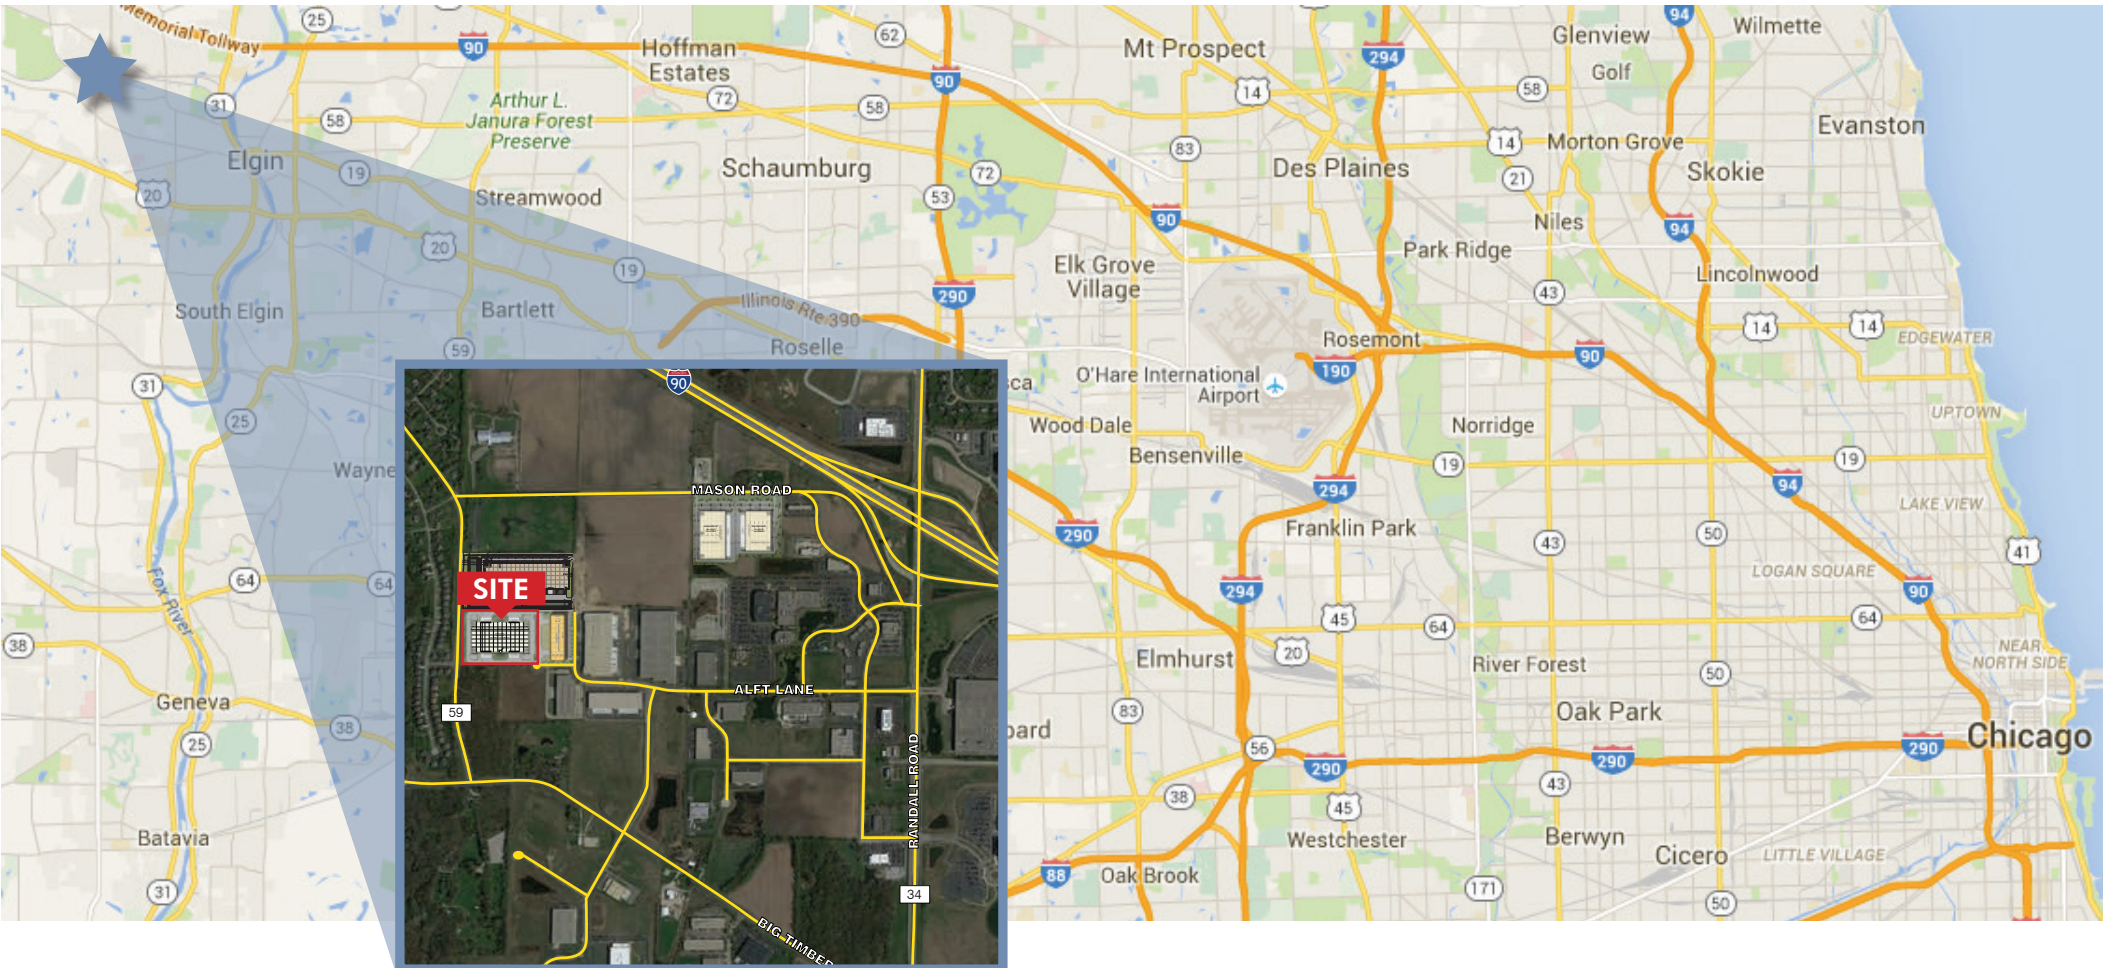 Memorial Tollway
25
90
62
Hoffman
Estates
72
Mt Prospect
294
Glenview
94
Wilmette
Golf
31
58
Arthur L.
Janura Forest
Preserve
58
90
14
58
Evanston
Elgin
19
Schaumburg
72
83
Des Plaines
14
Morton Grove
21
Skokie
20
Streamwood
53
90
Niles
94
20
19
Elk Grove
Village
Park Ridge
Lincolnwood
South Elgin
Bartlett
Illinois Rte 390
290
43
14
14
EDGEWATER
59
Roselle
Rosemont
190
90
31
sca
O'Hare International
Airport
25
Wood Dale
Norridge
UPTOWN
Wayne
Bensenville
19
19
294
94
LAKE VIEW
290
Franklin Park
43
50
41
Fox River
64
64
294
LOGAN SQUARE
90
45
64
64
38
20
Elmhurst
River Forest
50
NEAR
NORTH SIDE
Geneva
38
25
83
bard
Oak Park
56
290
290
290
Chicago
38
45
43
Batavia
Westchester
Berwyn
Cicero
LITTLE VILLAGE
31
88
Oak Brook
171
50
90
MASON ROAD
SITE
ALFT LANE
59
RANDALL ROAD
34
BIG TIMBER